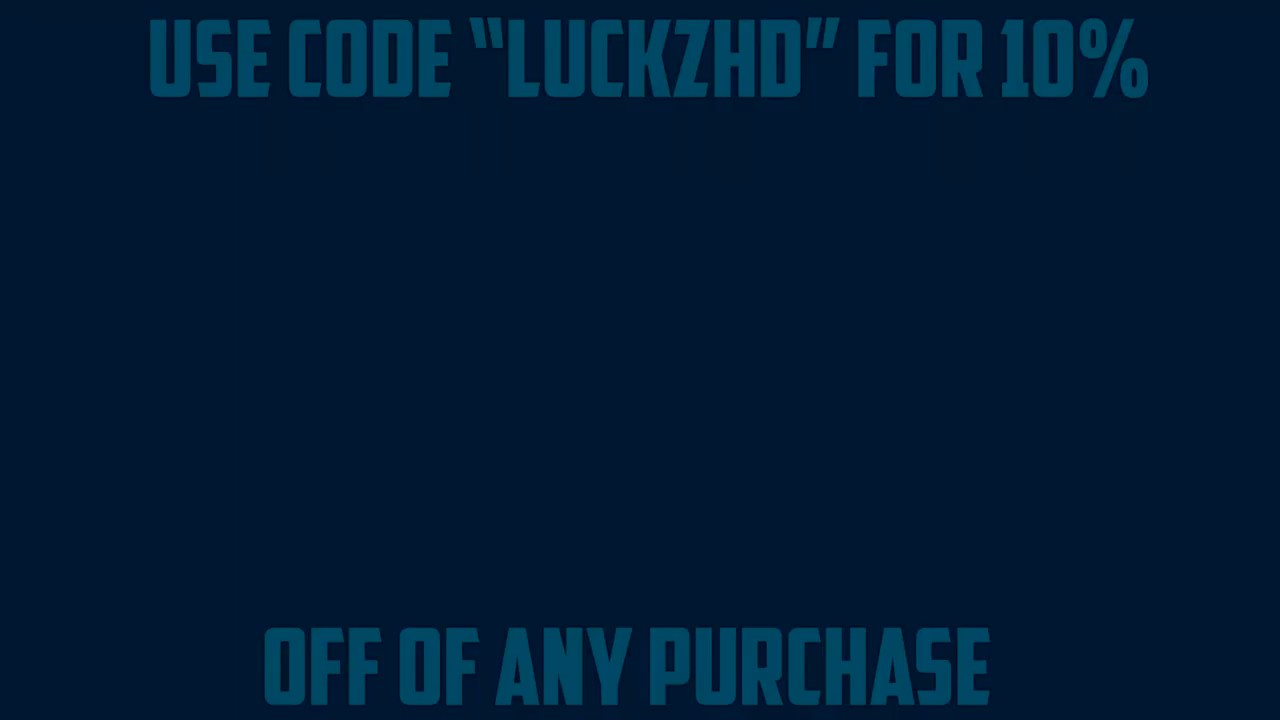 USE CODE “LUCKZHD” FOR 10%
OFF OF ANY PURCHASE